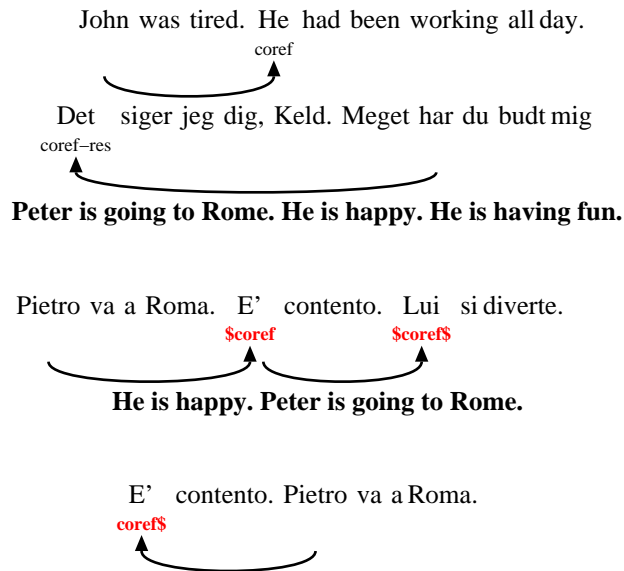 John was tired. He had been working all day.
coref
Det siger jeg dig, Keld. Meget har du budt mig
coref–res
Peter is going to Rome. He is happy. He is having fun.
Pietro va a Roma. E’ contento. Lui si diverte.
$coref $coref$
He is happy. Peter is going to Rome.
E’ contento. Pietro va a Roma.
coref$